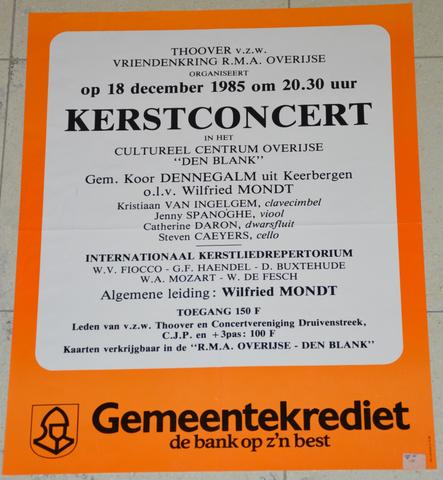 THOOVER v.z.w.
VRIENDENKRING R.M.A. OVERIJSE
ORGANISEERT
op 18 december 1985 om 20.30 uur
KERSTCONCERT
IN HET
CULTUREEL CENTRUM OVERIJSE
"DEN BLANK"
Gem. Koor DENNEGALM uit Keerbergen
o.l.v. Wilfried MONDT
Kristiaan VAN INGELGEM, clavecimbel
Jenny SPANOGHE, viool
Catherine DARON, dwarsfluit
Steven CAEYERS, cello
INTERNATIONAAL KERSTLIEDREPERTORIUM
W.V. FIOCCO - G.F. HAENDEL - D. BUXTEHUDE
W.A. MOZART - W. DE FESCH
Algemene leiding : Wilfried MONDT
TOEGANG 150 F
Leden van v.z.w. Thoover en Concertvereniging Druivenstreek,
C.J.P. en +3pas: 100 F
Kaarten verkrijgbaar in de "R.M.A. OVERIJSE - DEN BLANK"
Gemeentekrediet
de bank op z'n best